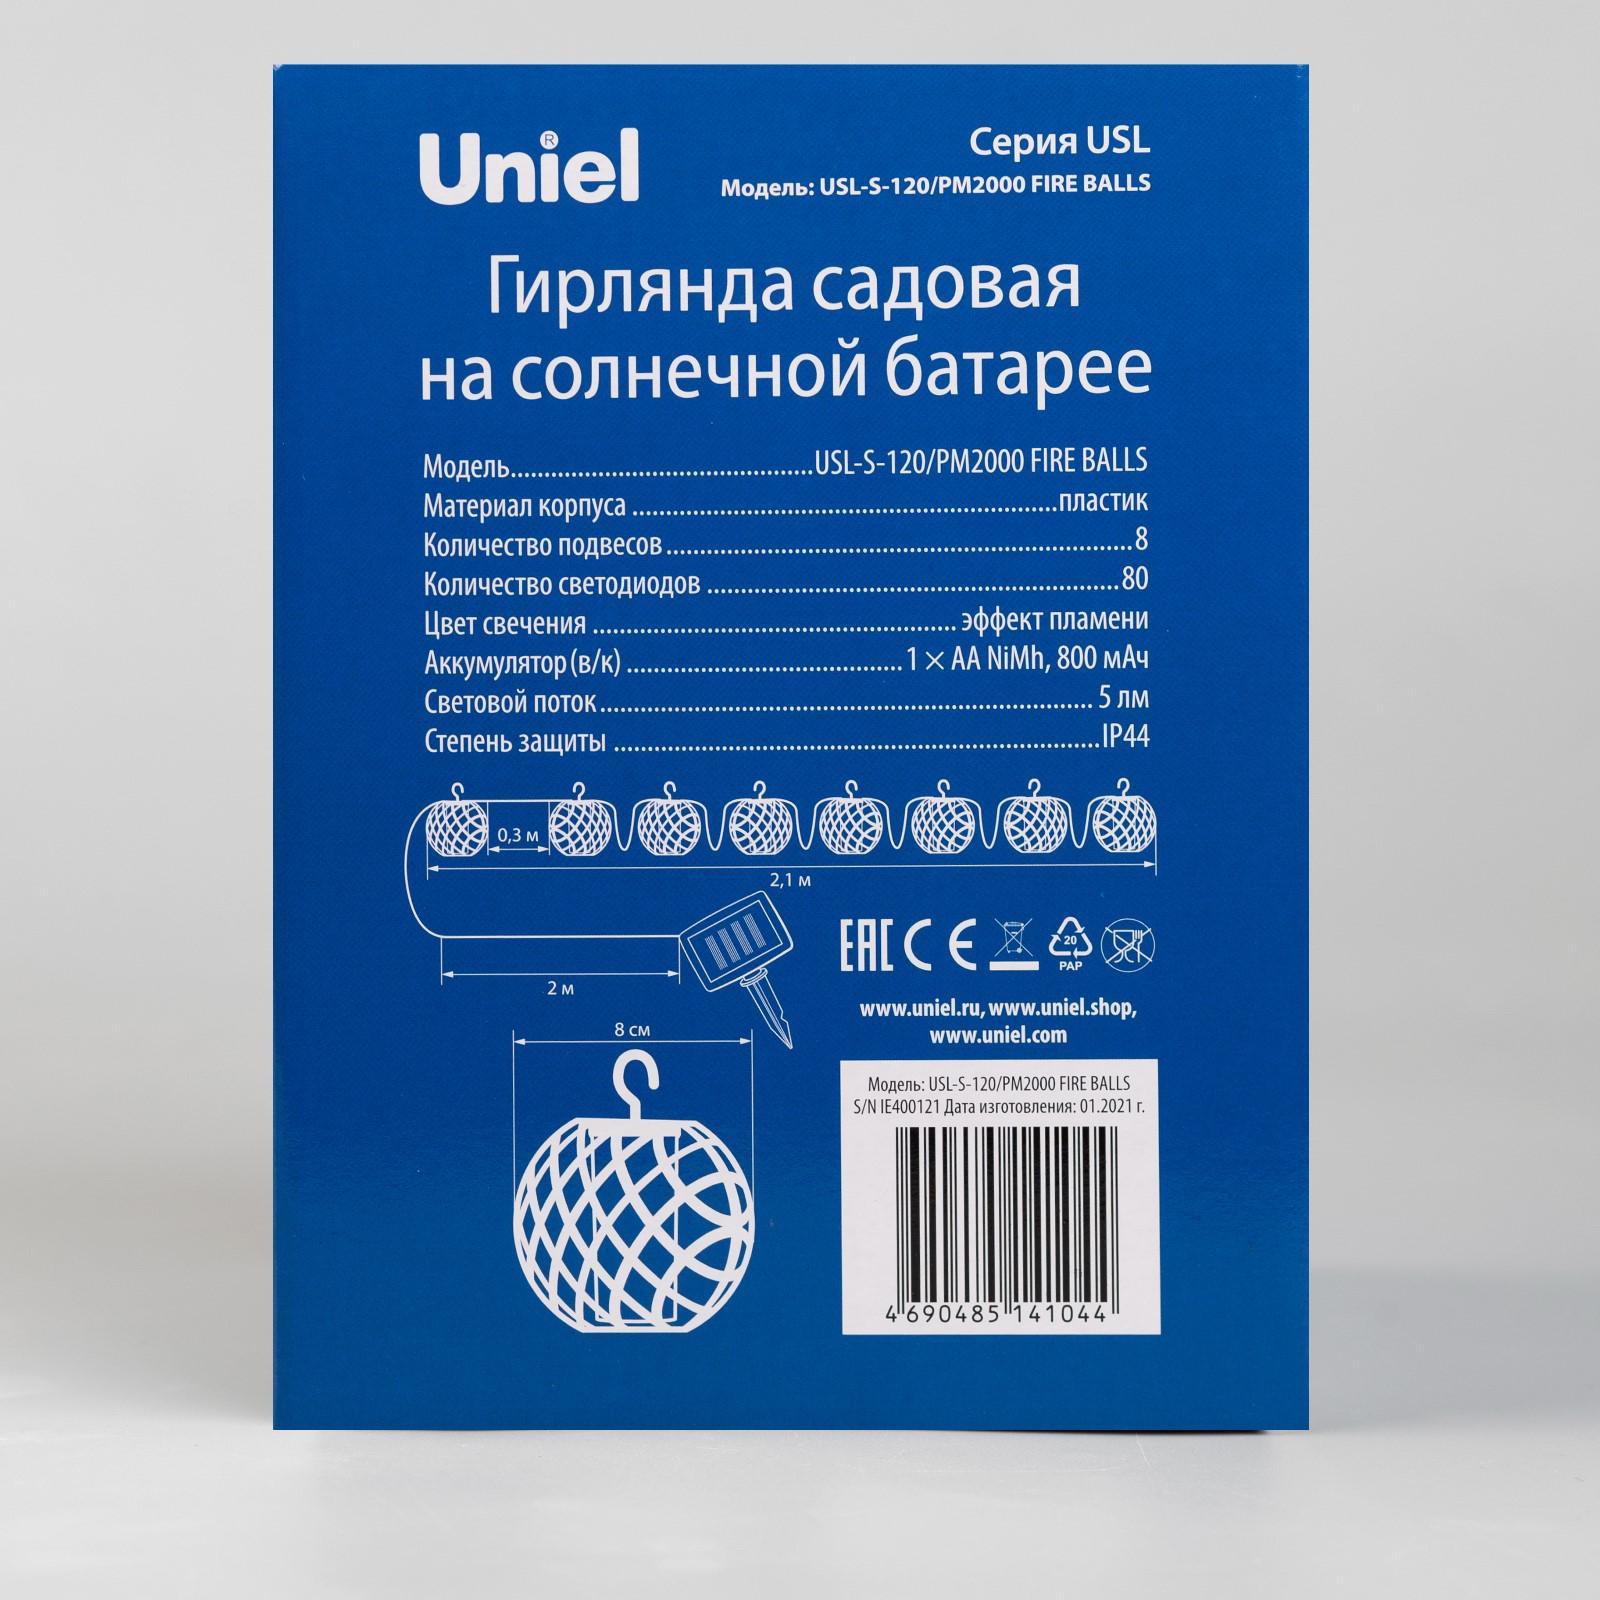 Uniel®
Серия USL
Модель: USL-S-120/PM2000 FIRE BALLS
Гирлянда садовая
на солнечной батарее
Модель....................................USL-S-120/PM2000 FIRE BALLS
Материал корпуса ....................................пластик
Количество подвесов....................................8
Количество светодиодов ....................................80
Цвет свечения .................................... эффект пламени
Аккумулятор (в/к) ....................................1 × AA NiMh, 800 мАч
Световой поток.................................... 5 лм
Степень защиты ....................................IP44
0,3 м
2,1 м
2 м
8 см
EAC CE
20
PAP
www.uniel.ru, www.uniel.shop,
www.uniel.com
Модель: USL-S-120/PM2000 FIRE BALLS
S/N IE400121 Дата изготовления: 01.2021 г.
4 690485 141044